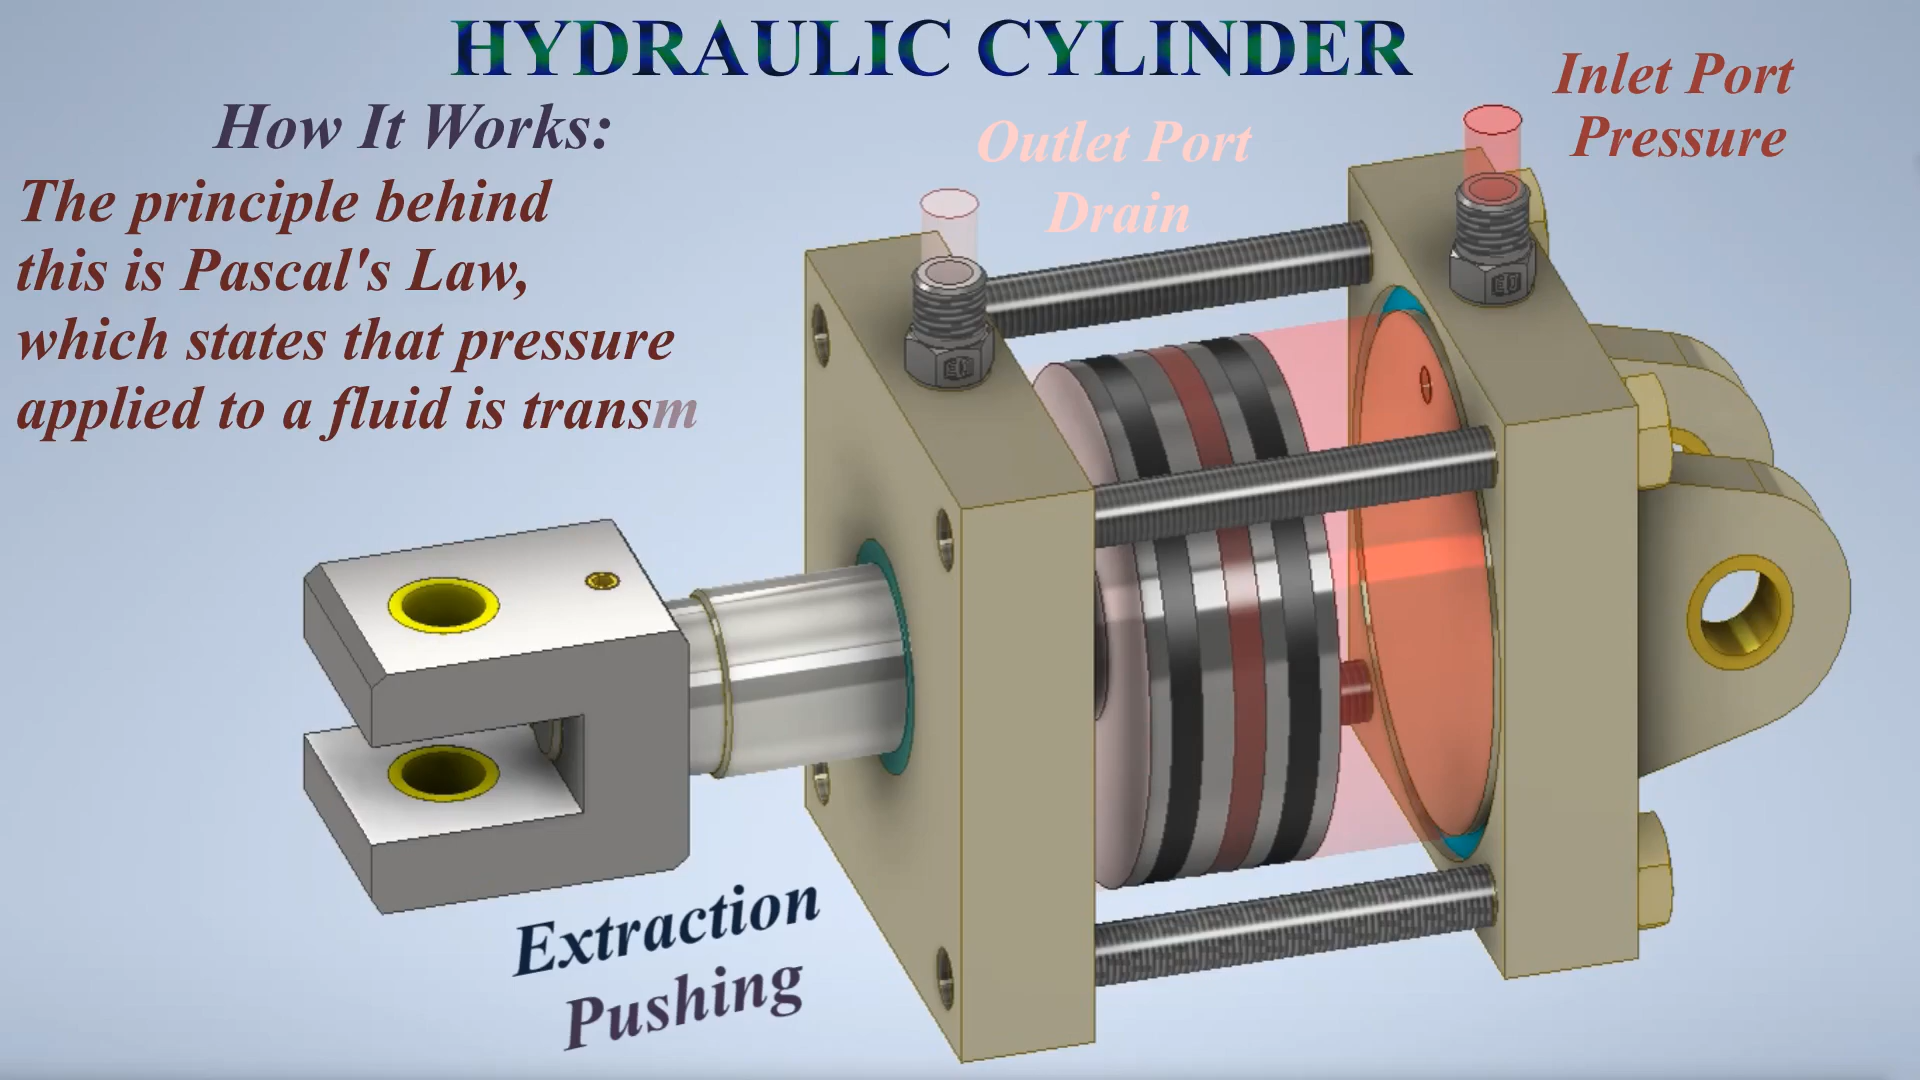 HYDRAULIC CYLINDER
How It Works:
The principle behind
this is Pascal's Law,
which states that pressure
applied to a fluid is transm
Outlet Port
Drain
Inlet Port
Pressure
Extraction
Pushing